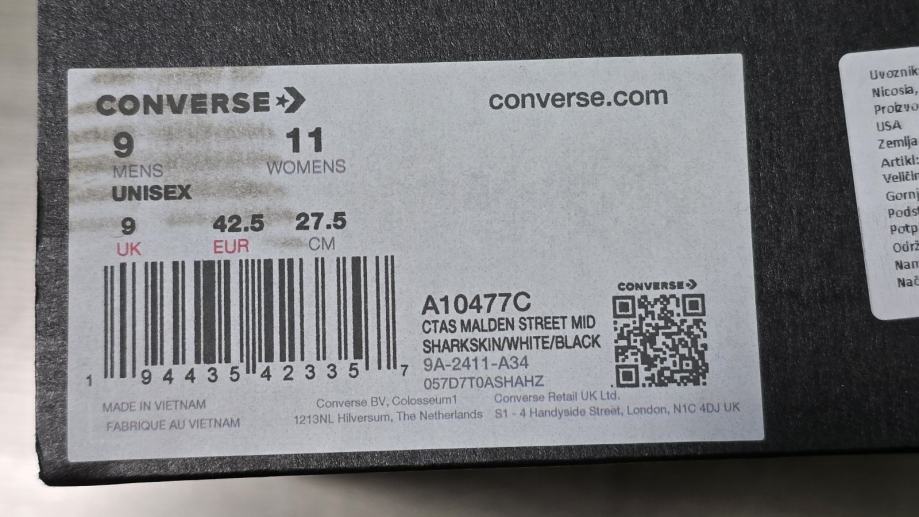 CONVERSE
converse.com
9 11
MENS WOMENS
UNISEX
9 42.5 27.5
UK EUR CM
1 94435 42335 7
A10477C
CTAS MALDEN STREET MID
SHARKSKIN/WHITE/BLACK
9A-2411-A34
057D7T0ASHAHZ
CONVERSE
MADE IN VIETNAM
FABRIQUE AU VIETNAM
Converse BV, Colosseum1
1213NL Hilversum, The Netherlands
Converse Retail UK Ltd.
S1 - 4 Handyside Street, London, N1C 4DJ UK
Uvoznik
Nicosia,
Proizvo
USA
Zemlja
Artikl:
Veličin
Gornj
Pods
Potp
Održ
Nam
Nač